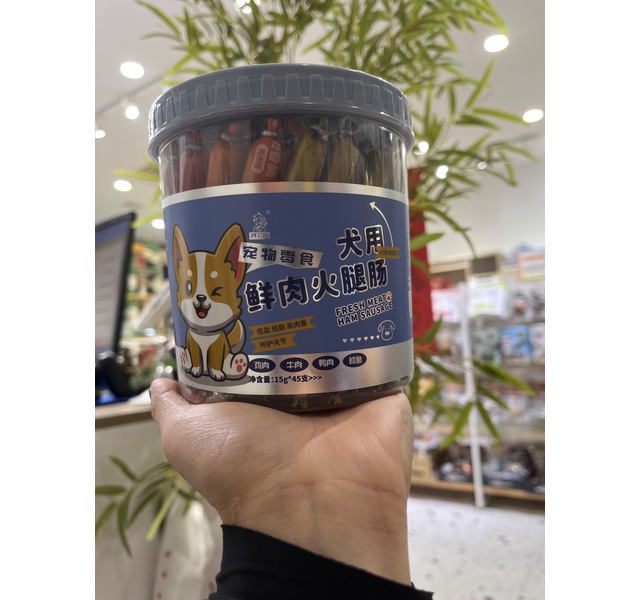 宠物零食
犬用
FOR DOGS
鲜肉火腿肠
FRESH MEAT
HAM SAUSAGE
低盐 低脂 高肉量
呵护关节
鸡肉 牛肉 鸭肉 鳕鱼
净含量:15g*45支>>>